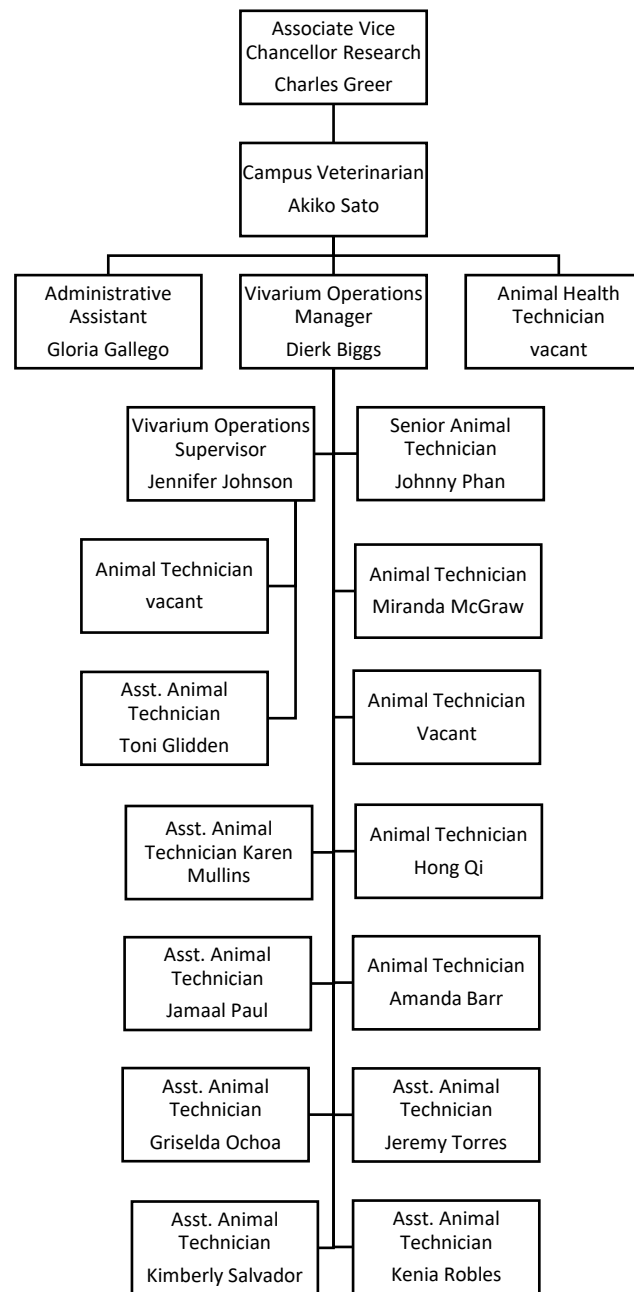 Associate Vice
Chancellor Research
Charles Greer
Campus Veterinarian
Akiko Sato
Administrative
Assistant
Gloria Gallego
Vivarium Operations
Manager
Dierk Biggs
Animal Health
Technician
vacant
Vivarium Operations
Supervisor
Jennifer Johnson
Senior Animal
Technician
Johnny Phan
Animal Technician
vacant
Animal Technician
Miranda McGraw
Asst. Animal
Technician
Toni Glidden
Animal Technician
Vacant
Asst. Animal
Technician Karen
Mullins
Animal Technician
Hong Qi
Asst. Animal
Technician
Jamaal Paul
Animal Technician
Amanda Barr
Asst. Animal
Technician
Griselda Ochoa
Asst. Animal
Technician
Jeremy Torres
Asst. Animal
Technician
Kimberly Salvador
Asst. Animal
Technician
Kenia Robles